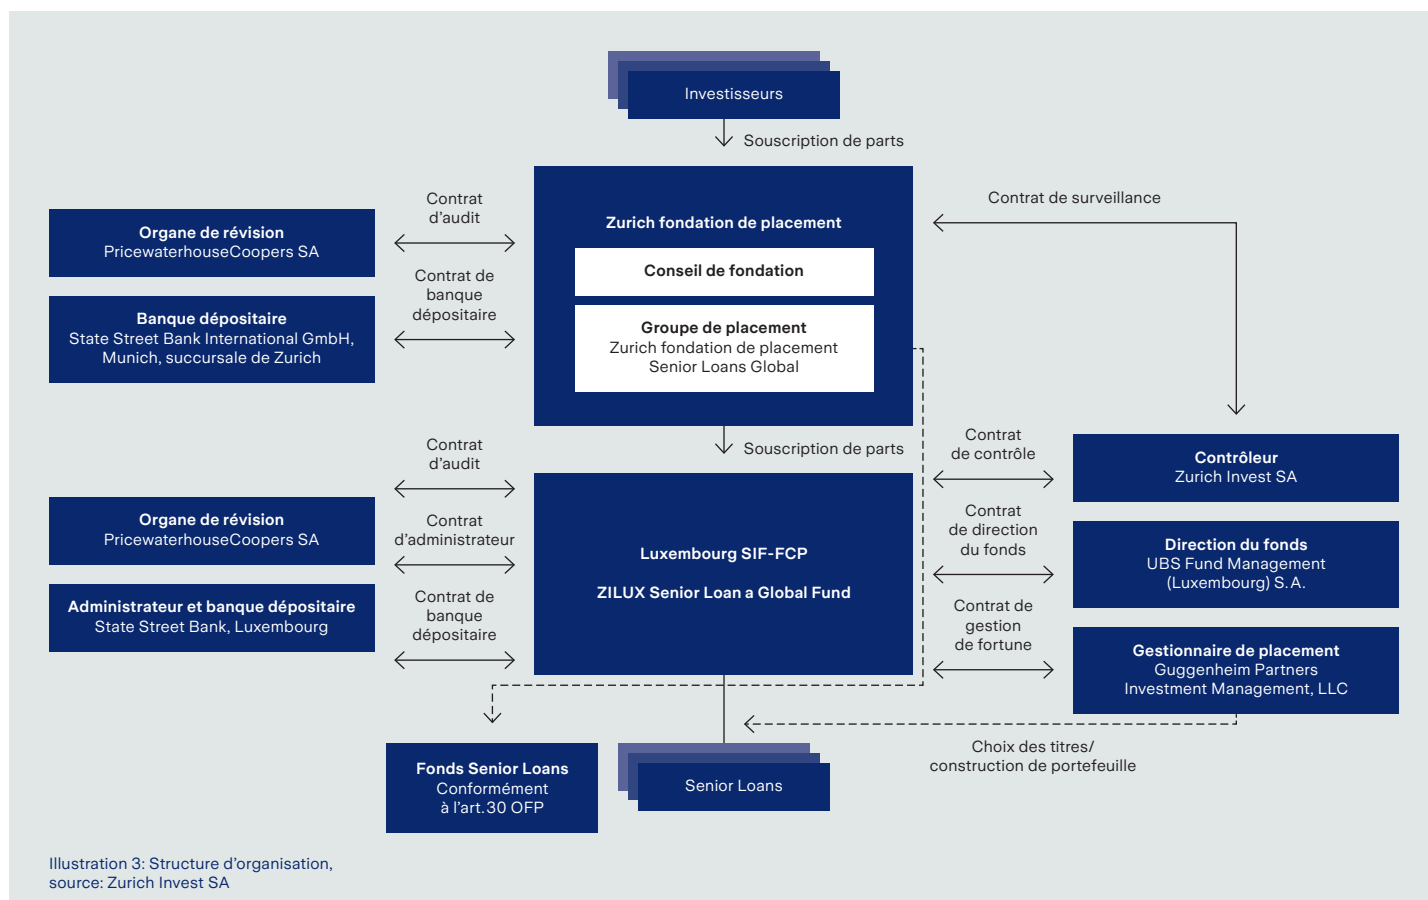 Investisseurs
Souscription de parts
Contrat
d’audit
Organe de révision
PricewaterhouseCoopers SA
Contrat de
banque
dépositaire
Banque dépositaire
State Street Bank International GmbH,
Munich, succursale de Zurich
Zurich fondation de placement
Conseil de fondation
Groupe de placement
Zurich fondation de placement
Senior Loans Global
Contrat de surveillance
Souscription de parts
Contrat
d’audit
Organe de révision
PricewaterhouseCoopers SA
Contrat
d’administrateur
Administrateur et banque dépositaire
State Street Bank, Luxembourg
Contrat de
banque
dépositaire
Luxembourg SIF-FCP
ZILUX Senior Loan a Global Fund
Contrat
de contrôle
Contrôleur
Zurich Invest SA
Contrat
de direction
du fonds
Direction du fonds
UBS Fund Management
(Luxembourg) S.A.
Contrat de
gestion
de fortune
Gestionnaire de placement
Guggenheim Partners
Investment Management, LLC
Choix des titres/
construction de portefeuille
Fonds Senior Loans
Conformément
à l’art.30 OFP
Senior Loans
Illustration 3: Structure d’organisation,
source: Zurich Invest SA